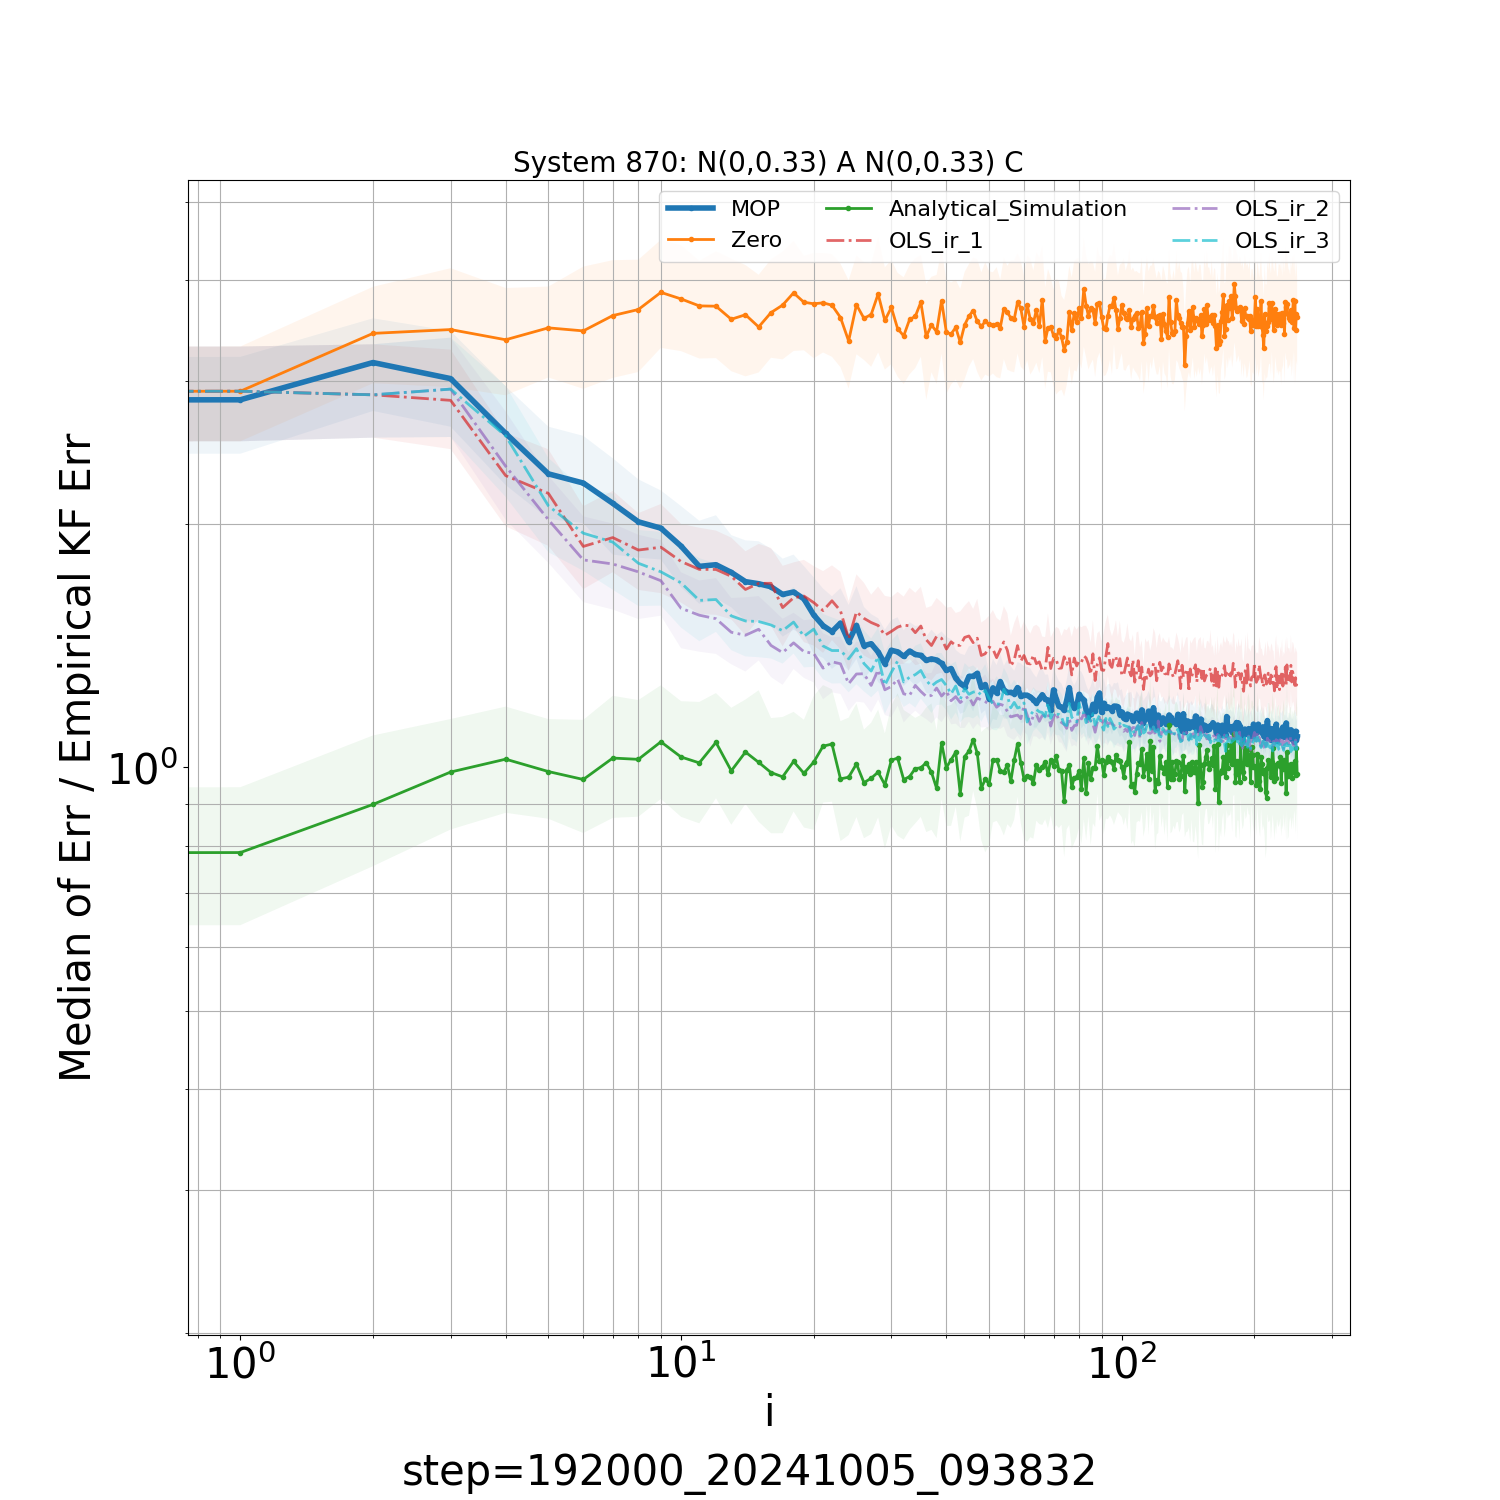 System 870: N(0,0.33) A N(0,0.33) C
MOP
Zero
Analytical_Simulation
OLS_ir_1
OLS_ir_2
OLS_ir_3
Median of Err / Empirical KF Err
10⁰
10⁰ 10¹ 10²
i
step=192000_20241005_093832